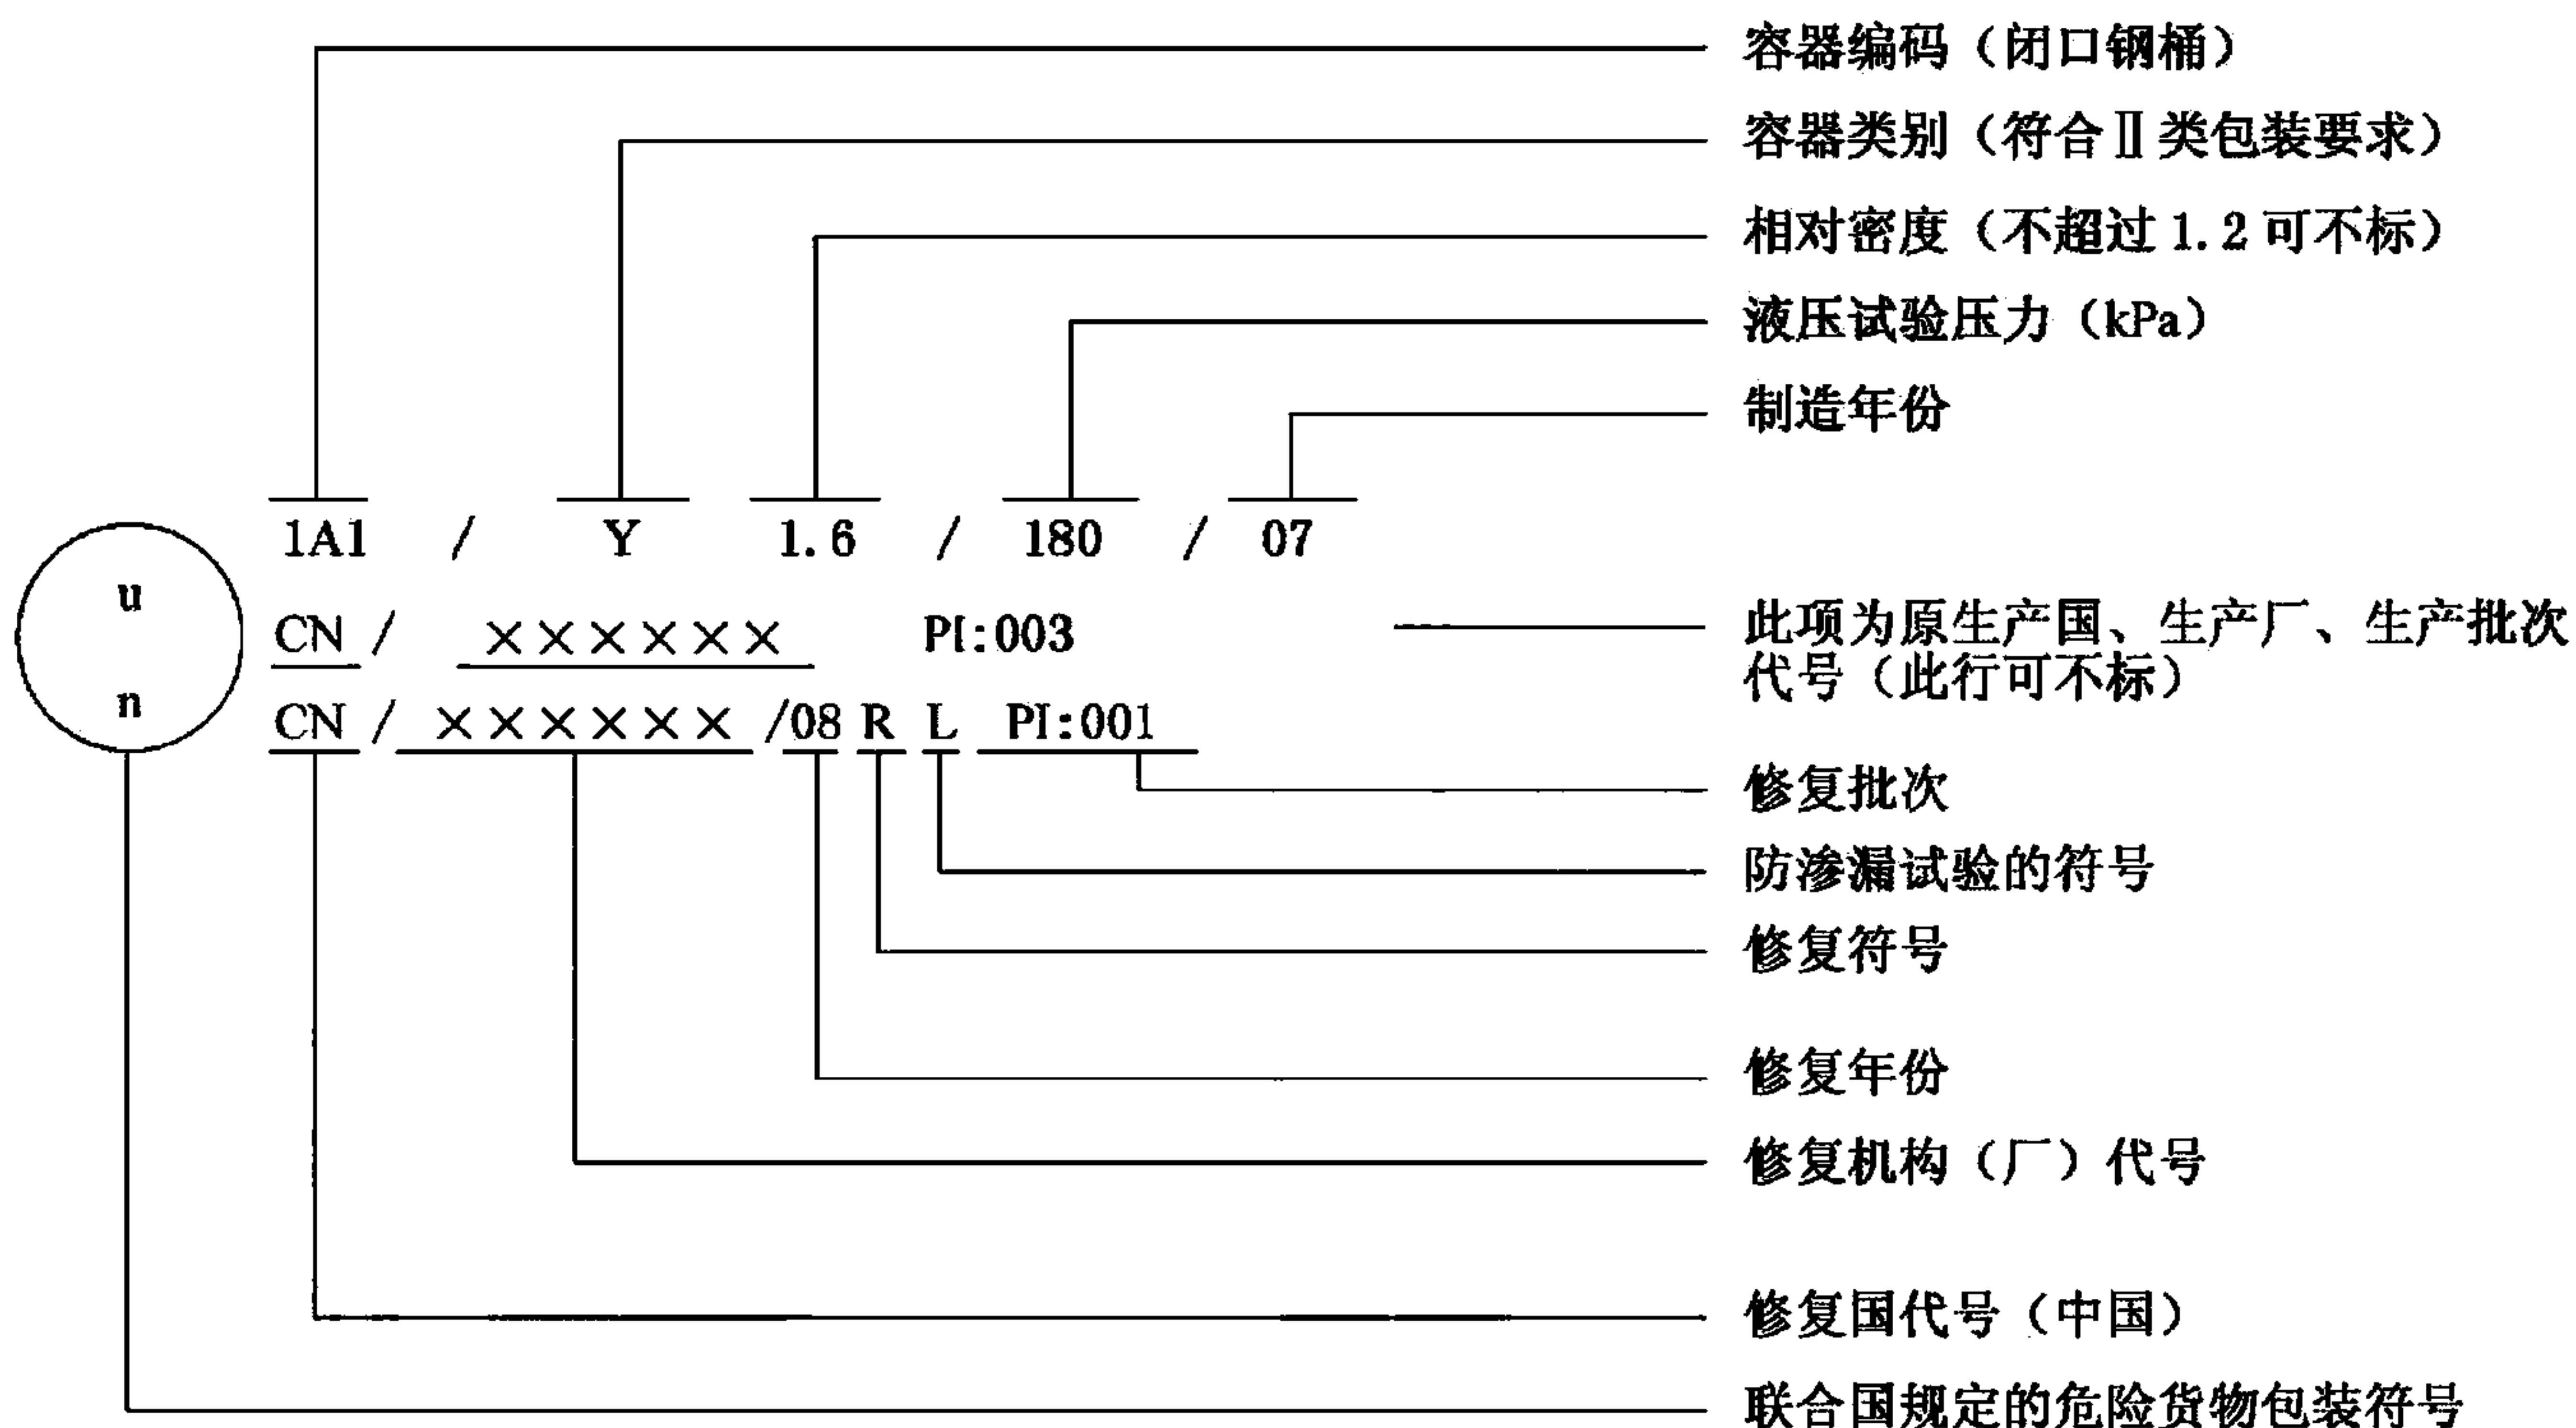 容器编码（闭口钢桶）
容器类别（符合Ⅱ类包装要求）
相对密度（不超过1.2可不标）
液压试验压力（kPa）
制造年份
1A1 / Y 1.6 / 180 / 07
u
n
CN / ×××××× PI:003
此项为原生产国、生产厂、生产批次
代号（此行可不标）
CN / ×××××× /08 R L PI:001
修复批次
防渗漏试验的符号
修复符号
修复年份
修复机构（厂）代号
修复国代号（中国）
联合国规定的危险货物包装符号